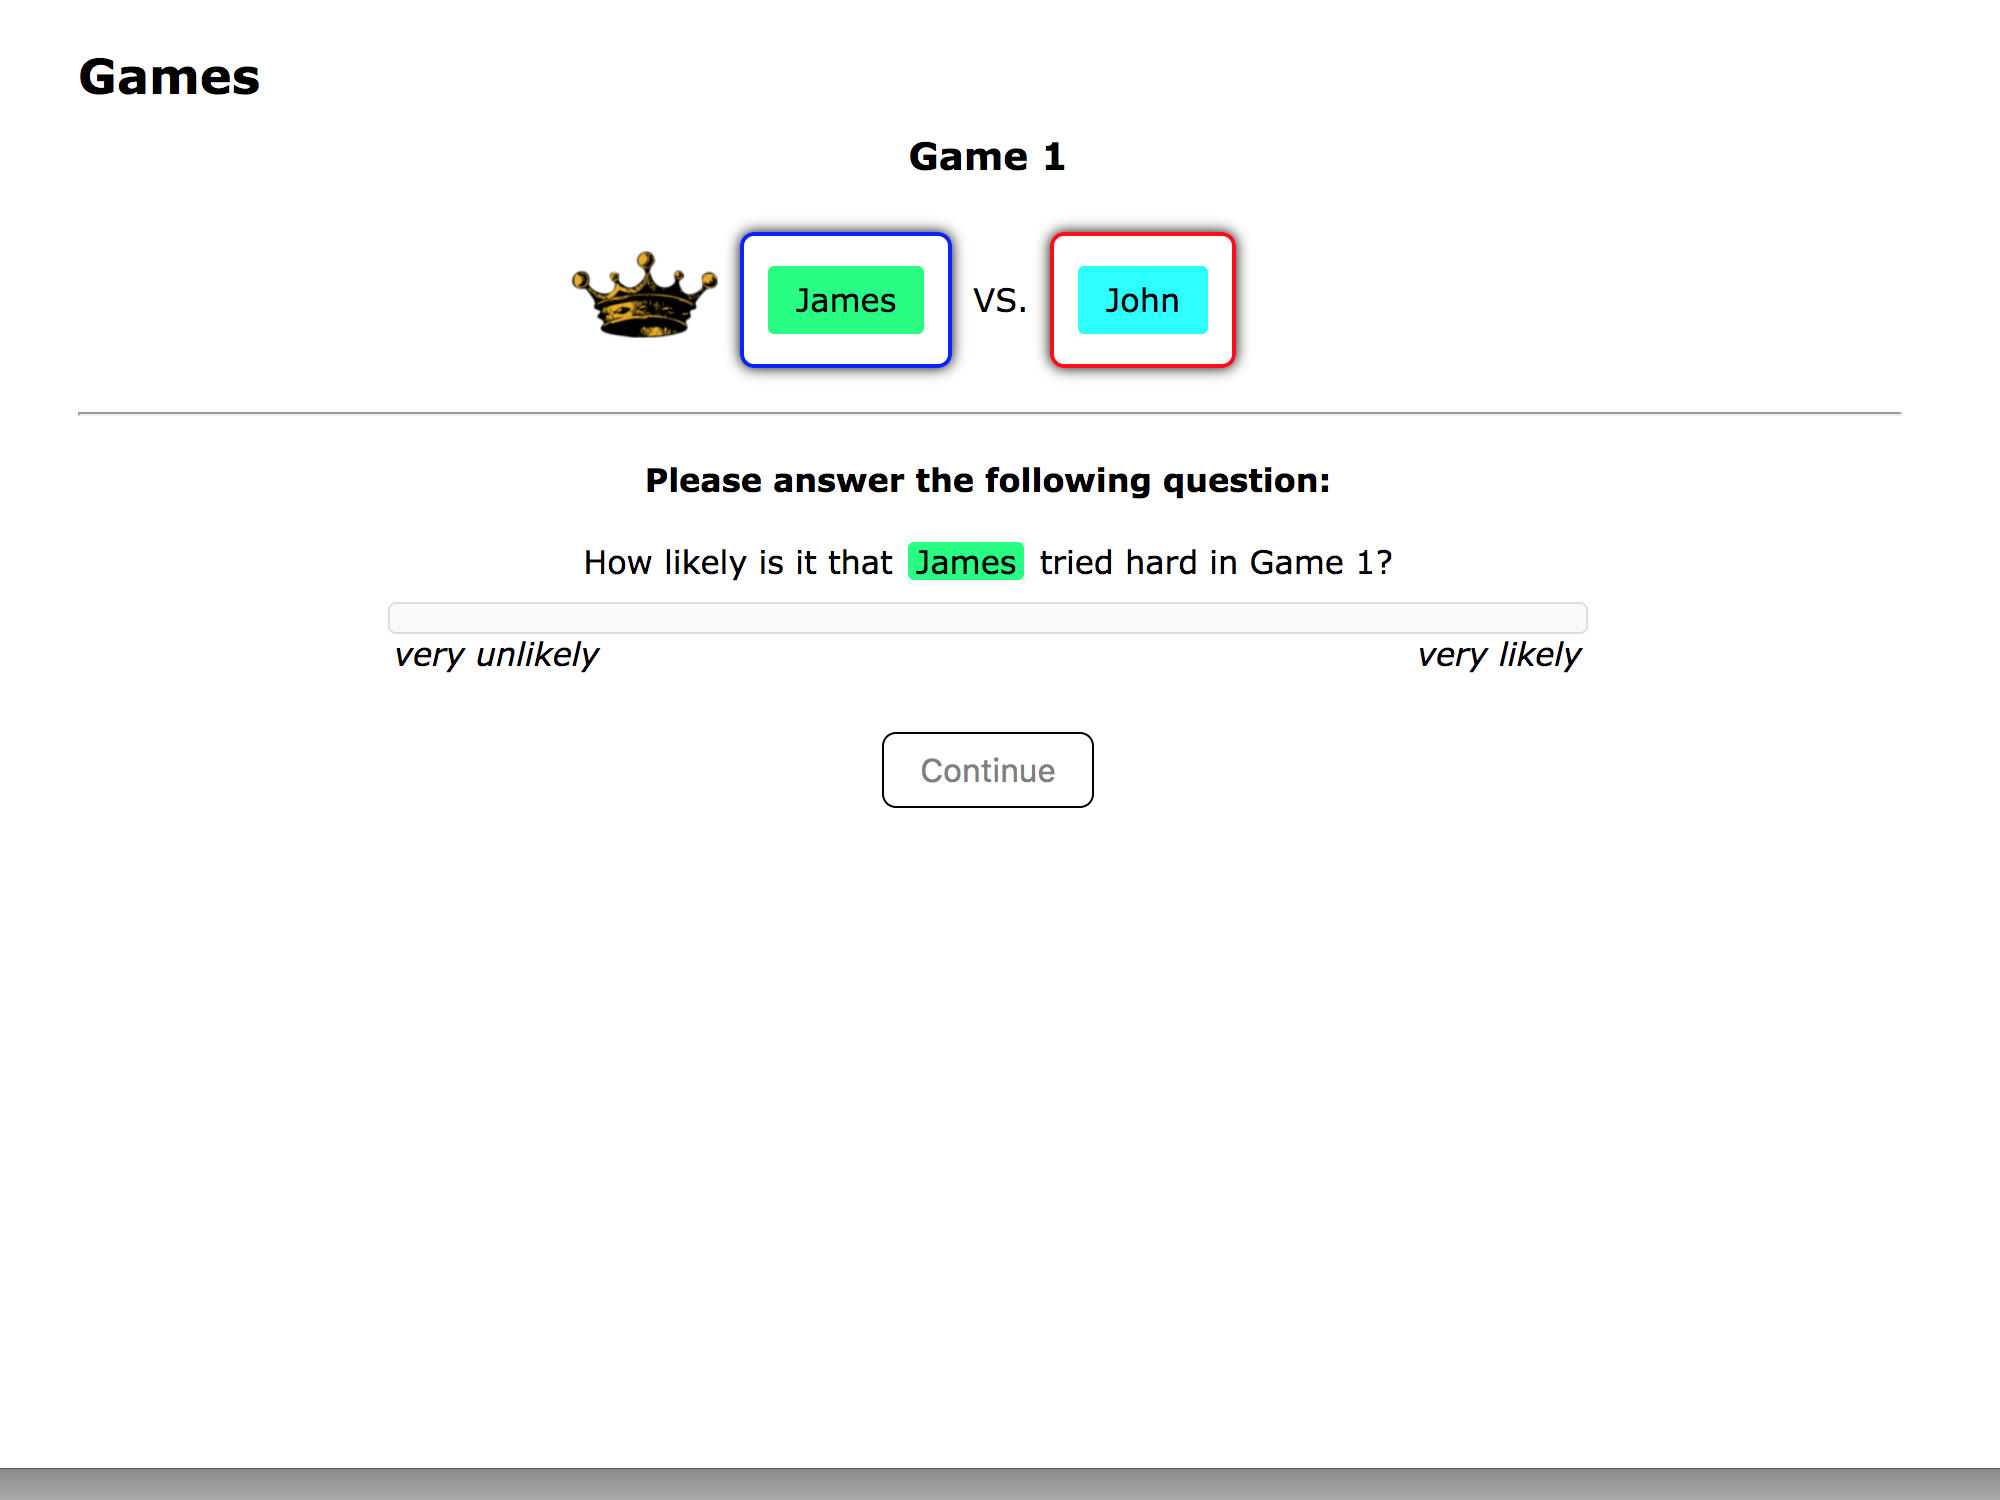 Games
Game 1
James VS. John
Please answer the following question:
How likely is it that James tried hard in Game 1?
very unlikely very likely
Continue